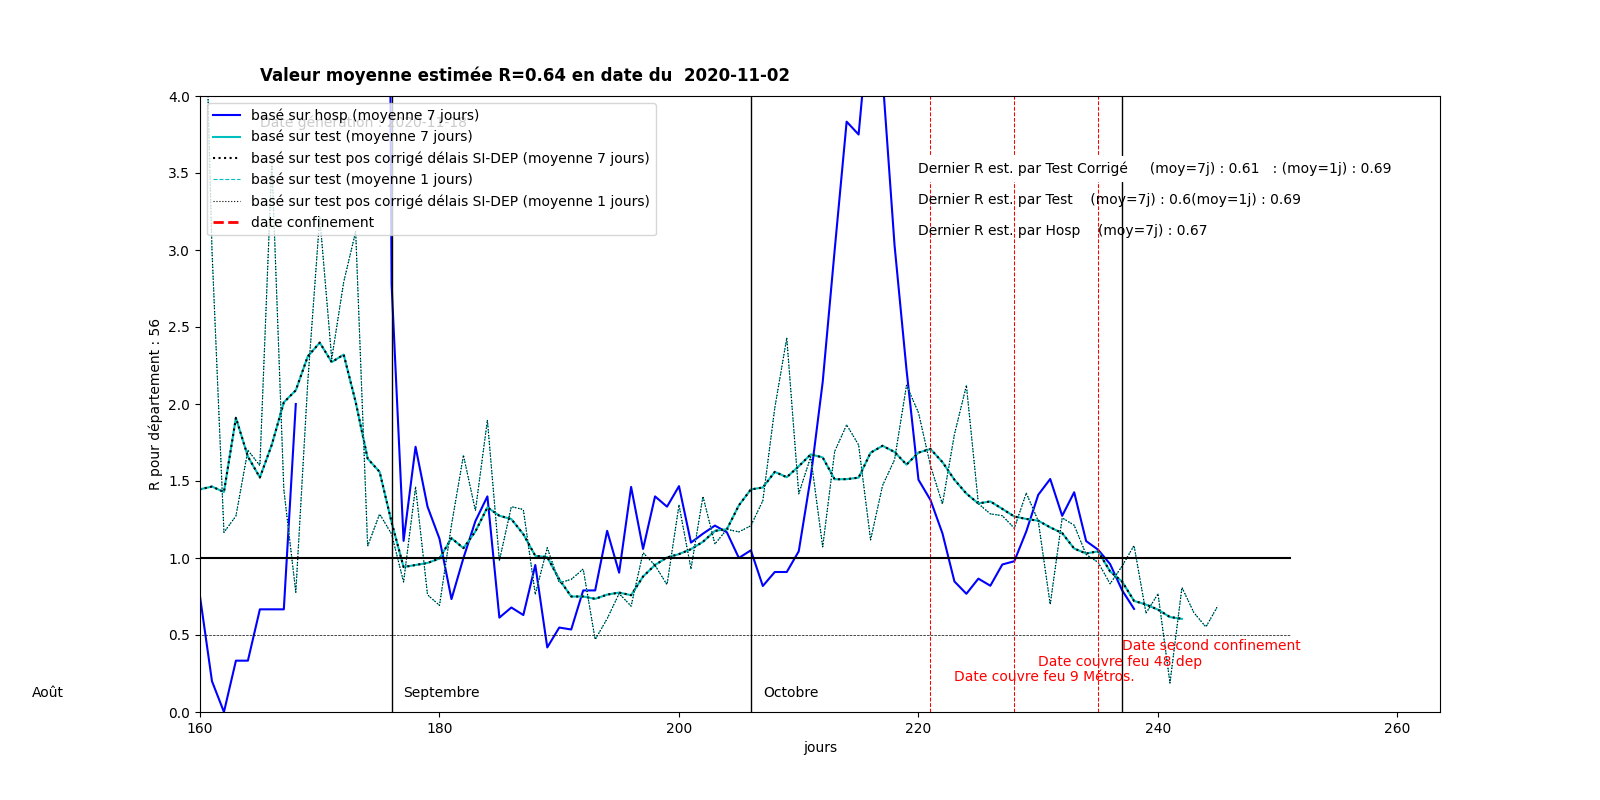 Valeur moyenne estimée R=0.64 en date du  2020-11-02
4.0
3.5
3.0
2.5
2.0
1.5
1.0
0.5
0.0
R pour département : 56
Date génération : 2020-11-18
basé sur hosp (moyenne 7 jours)
basé sur test (moyenne 7 jours)
basé sur test pos corrigé délais SI-DEP (moyenne 7 jours)
basé sur test (moyenne 1 jours)
basé sur test pos corrigé délais SI-DEP (moyenne 1 jours)
date confinement
Dernier R est. par Test Corrigé     (moy=7j) : 0.61   : (moy=1j) : 0.69
Dernier R est. par Test    (moy=7j) : 0.6(moy=1j) : 0.69
Dernier R est. par Hosp    (moy=7j) : 0.67
Date second confinement
Date couvre feu 48 dep
Date couvre feu 9 Métros.
Août
Septembre
Octobre
160 180 200 220 240 260
jours